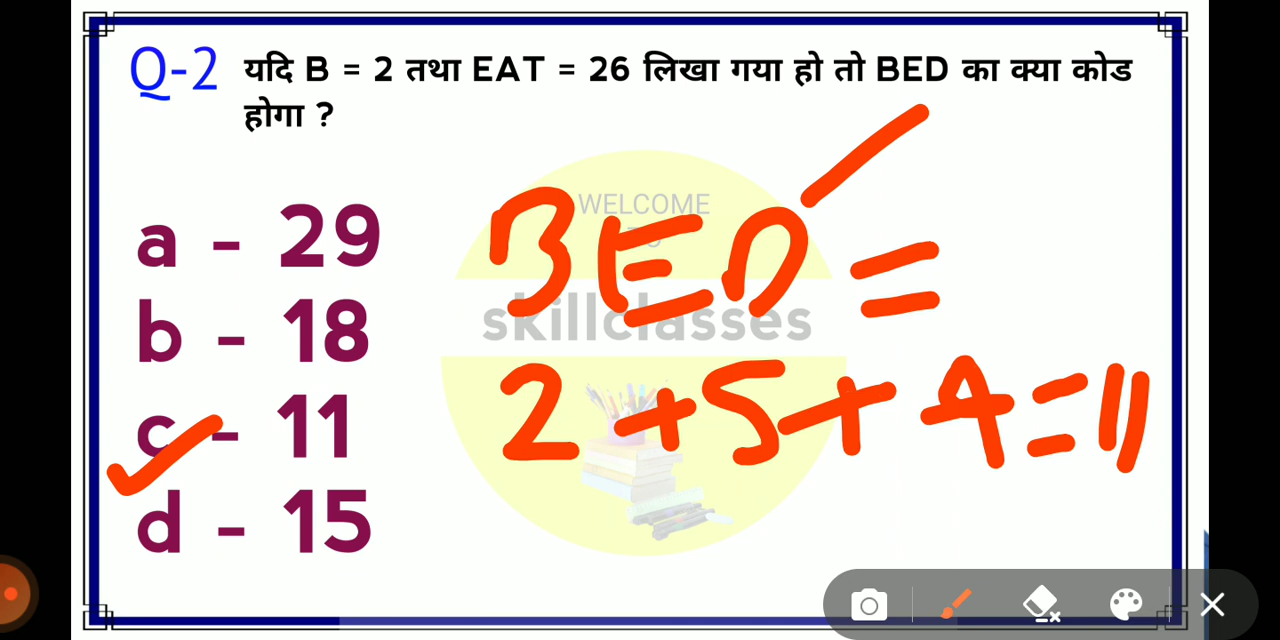 Q-2 यदि B = 2 तथा EAT = 26 लिखा गया हो तो BED का क्या कोड
होगा ?
WELCOME
TO
skillclasses
a - 29
b - 18
c - 11
d - 15
BED =
2+5+4=11